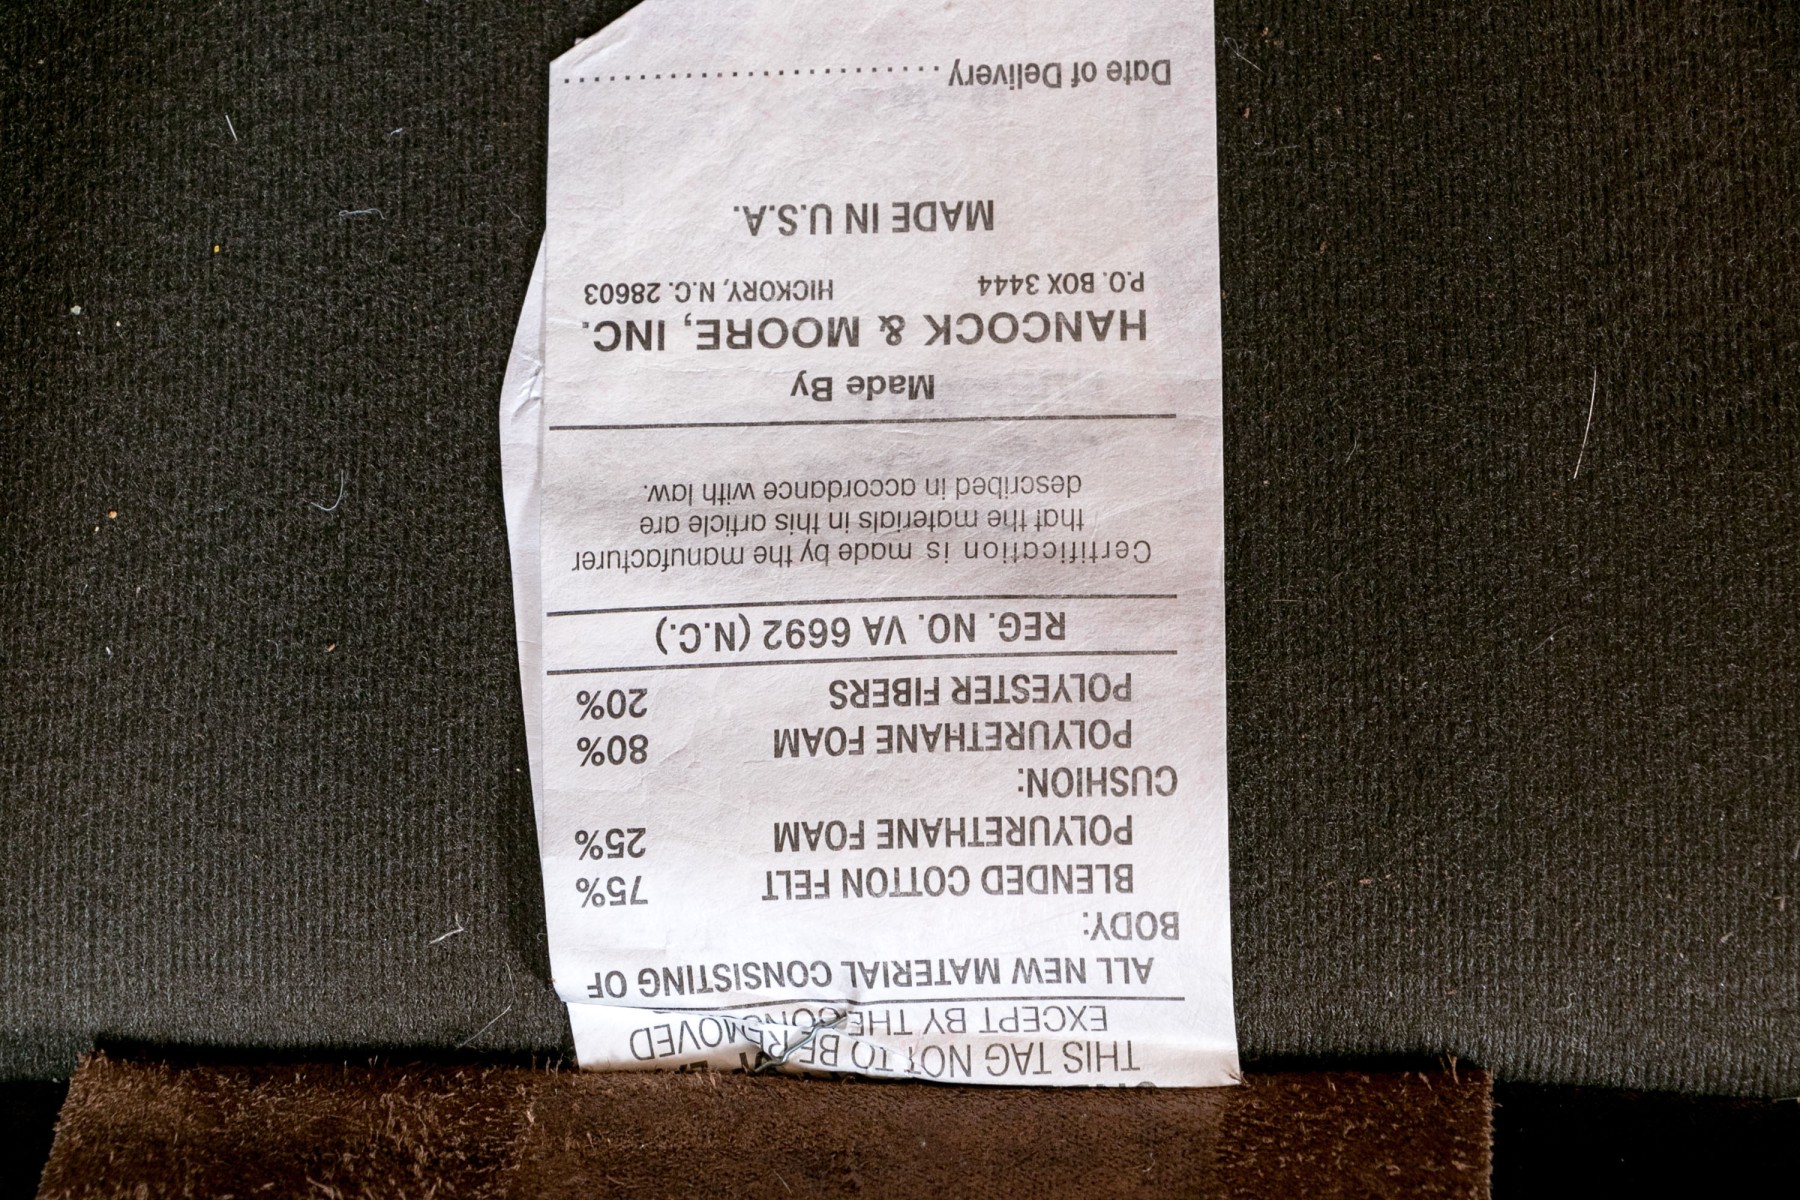 THIS TAG NOT TO BE REMOVED
EXCEPT BY THE
ALL NEW MATERIAL CONSISTING OF
BODY:
BLENDED COTTON FELT 75%
POLYURETHANE FOAM 25%
CUSHION:
POLYURETHANE FOAM 80%
POLYESTER FIBERS 20%
REG. NO. VA 6692 (N.C.)
Certification is made by the manufacturer
that the materials in this article are
described in accordance with law.
Made By
HANCOCK & MOORE, INC.
P.O. BOX 3444 HICKORY, N.C. 28603
MADE IN U.S.A.
Date of Delivery ..........................